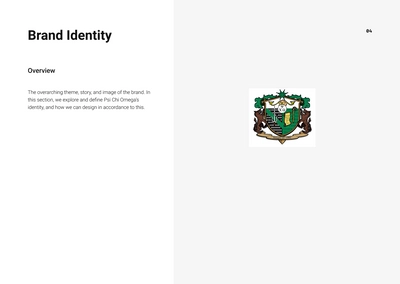 Brand Identity
04
Overview
The overarching theme, story, and image of the brand. In
this section, we explore and define Psi Chi Omega's
identity, and how we can design in accordance to this.